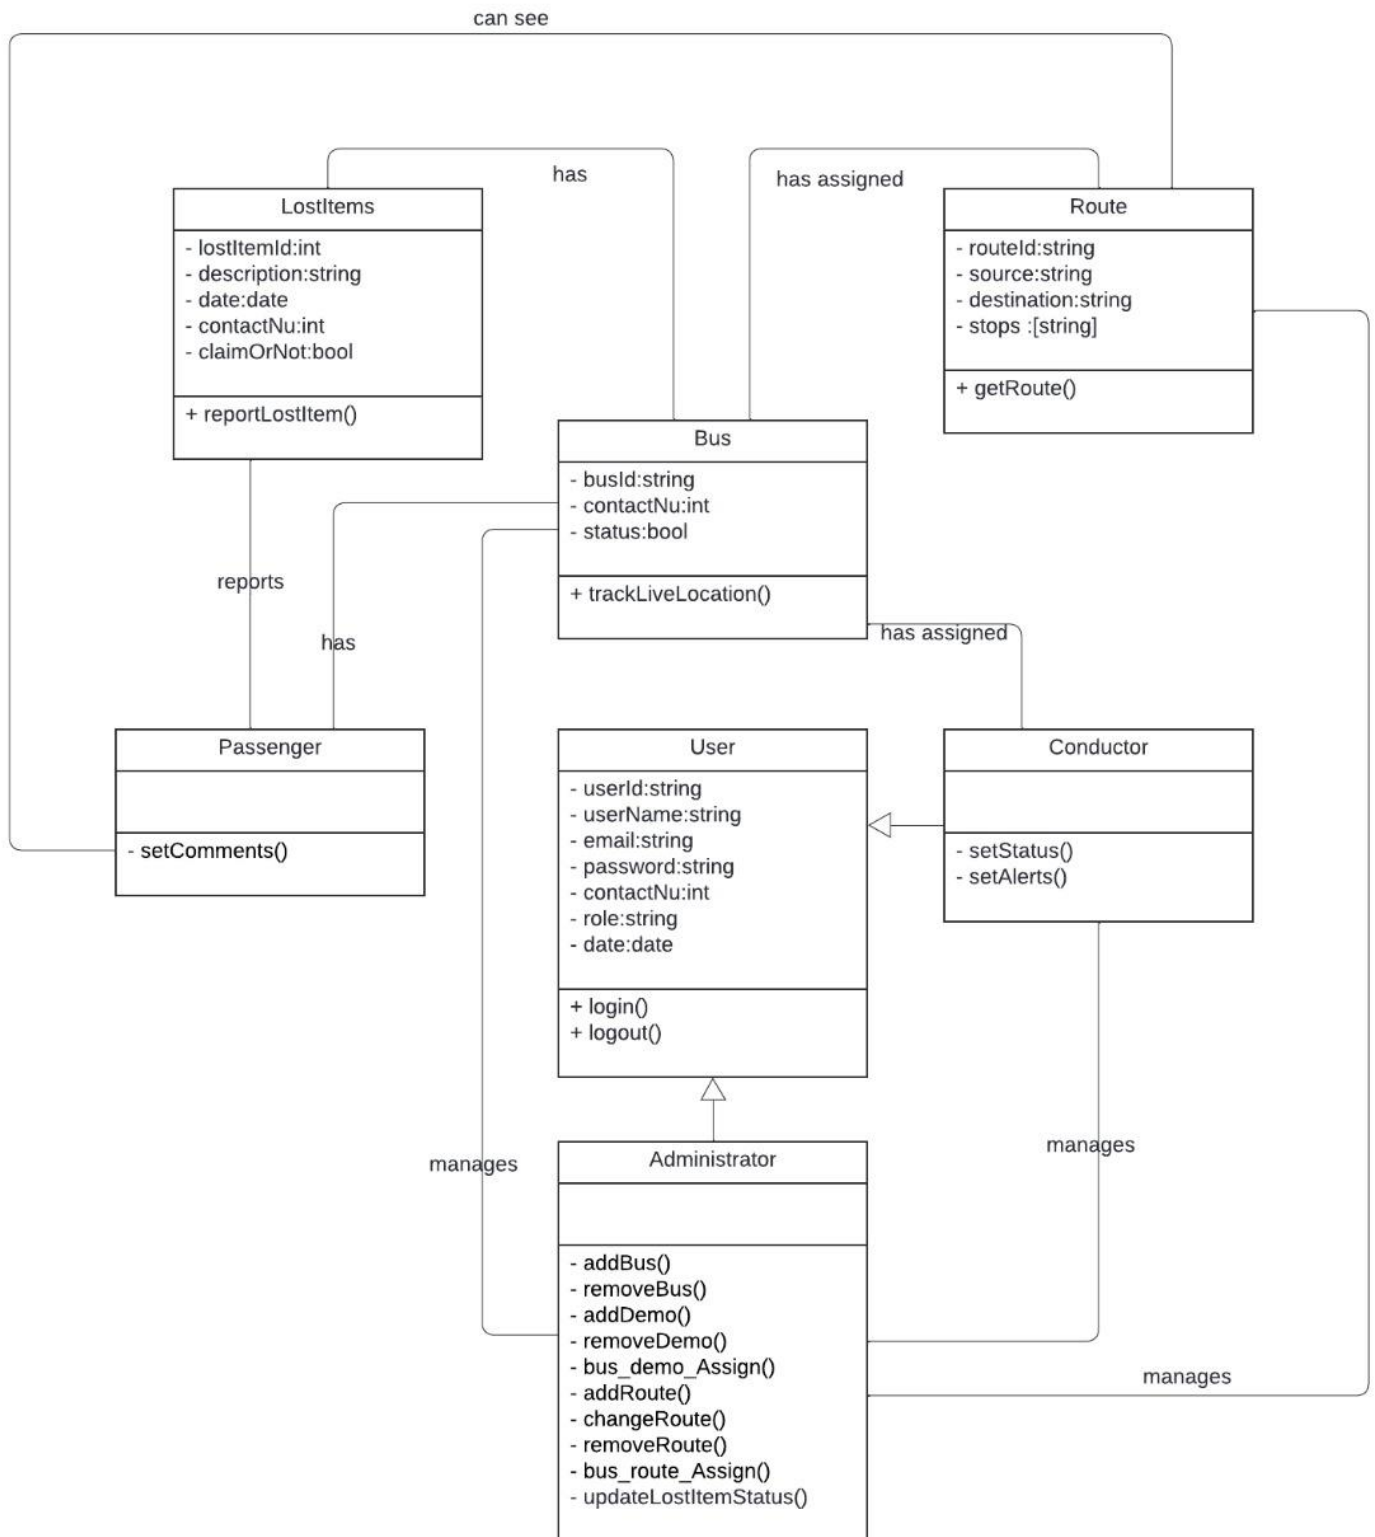 can see
has
has assigned
LostItems
- lostItemId:int
- description:string
- date:date
- contactNu:int
- claimOrNot:bool
+ reportLostItem()
Route
- routeId:string
- source:string
- destination:string
- stops :[string]
+ getRoute()
Bus
- busId:string
- contactNu:int
- status:bool
+ trackLiveLocation()
reports
has
has assigned
Passenger
- setComments()
User
- userId:string
- userName:string
- email:string
- password:string
- contactNu:int
- role:string
- date:date
+ login()
+ logout()
Conductor
- setStatus()
- setAlerts()
manages
manages
Administrator
- addBus()
- removeBus()
- addDemo()
- removeDemo()
- bus_demo_Assign()
- addRoute()
- changeRoute()
- removeRoute()
- bus_route_Assign()
- updateLostItemStatus()
manages